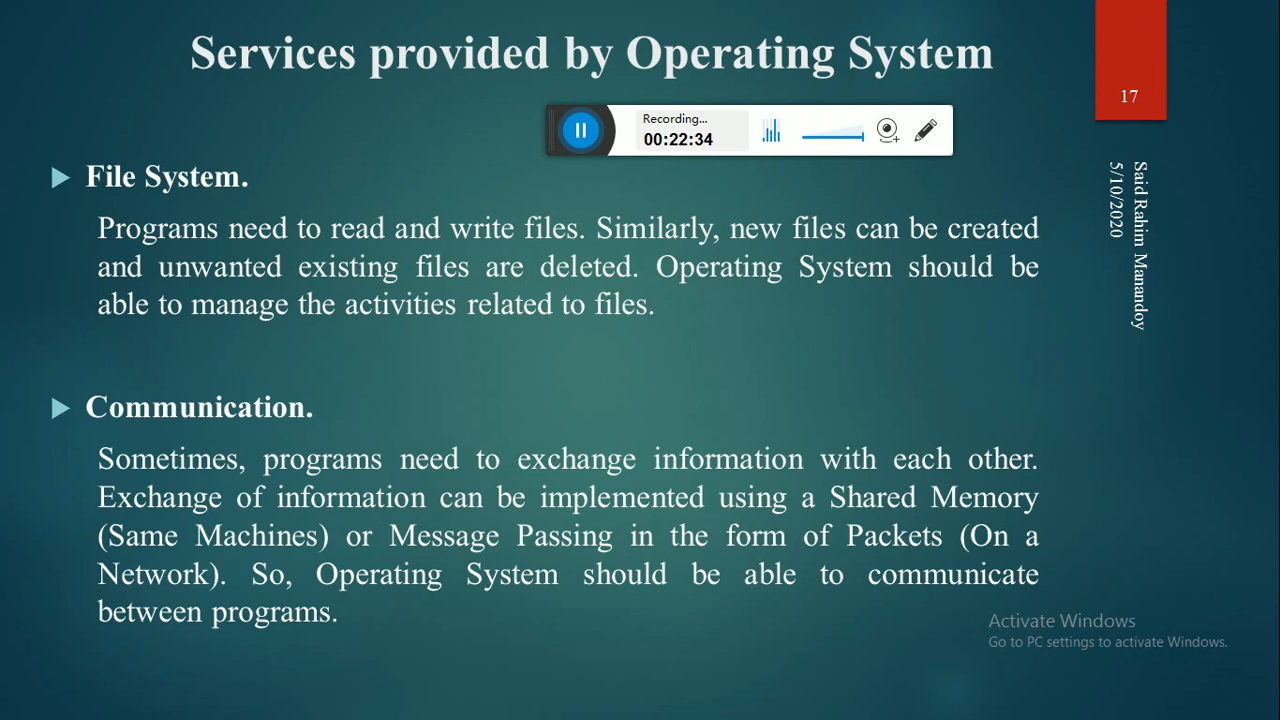 Services provided by Operating System
17
Recording...
00:22:34
File System.
Programs need to read and write files. Similarly, new files can be created
and unwanted existing files are deleted. Operating System should be
able to manage the activities related to files.
Communication.
Sometimes, programs need to exchange information with each other.
Exchange of information can be implemented using a Shared Memory
(Same Machines) or Message Passing in the form of Packets (On a
Network). So, Operating System should be able to communicate
between programs.
Said Rahim Manandoy
5/10/2020
Activate Windows
Go to PC settings to activate Windows.